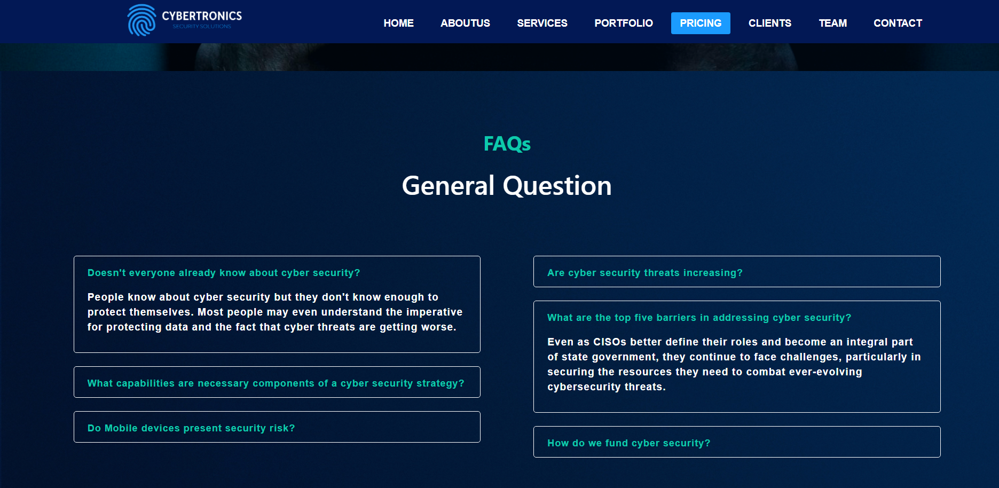 CYBERTRONICS
SECURITY SOLUTIONS
HOME ABOUTUS SERVICES PORTFOLIO PRICING CLIENTS TEAM CONTACT
FAQs
General Question
Doesn't everyone already know about cyber security?
People know about cyber security but they don't know enough to
protect themselves. Most people may even understand the imperative
for protecting data and the fact that cyber threats are getting worse.
What capabilities are necessary components of a cyber security strategy?
Do Mobile devices present security risk?
Are cyber security threats increasing?
What are the top five barriers in addressing cyber security?
Even as CISOs better define their roles and become an integral part
of state government, they continue to face challenges, particularly in
securing the resources they need to combat ever-evolving
cybersecurity threats.
How do we fund cyber security?